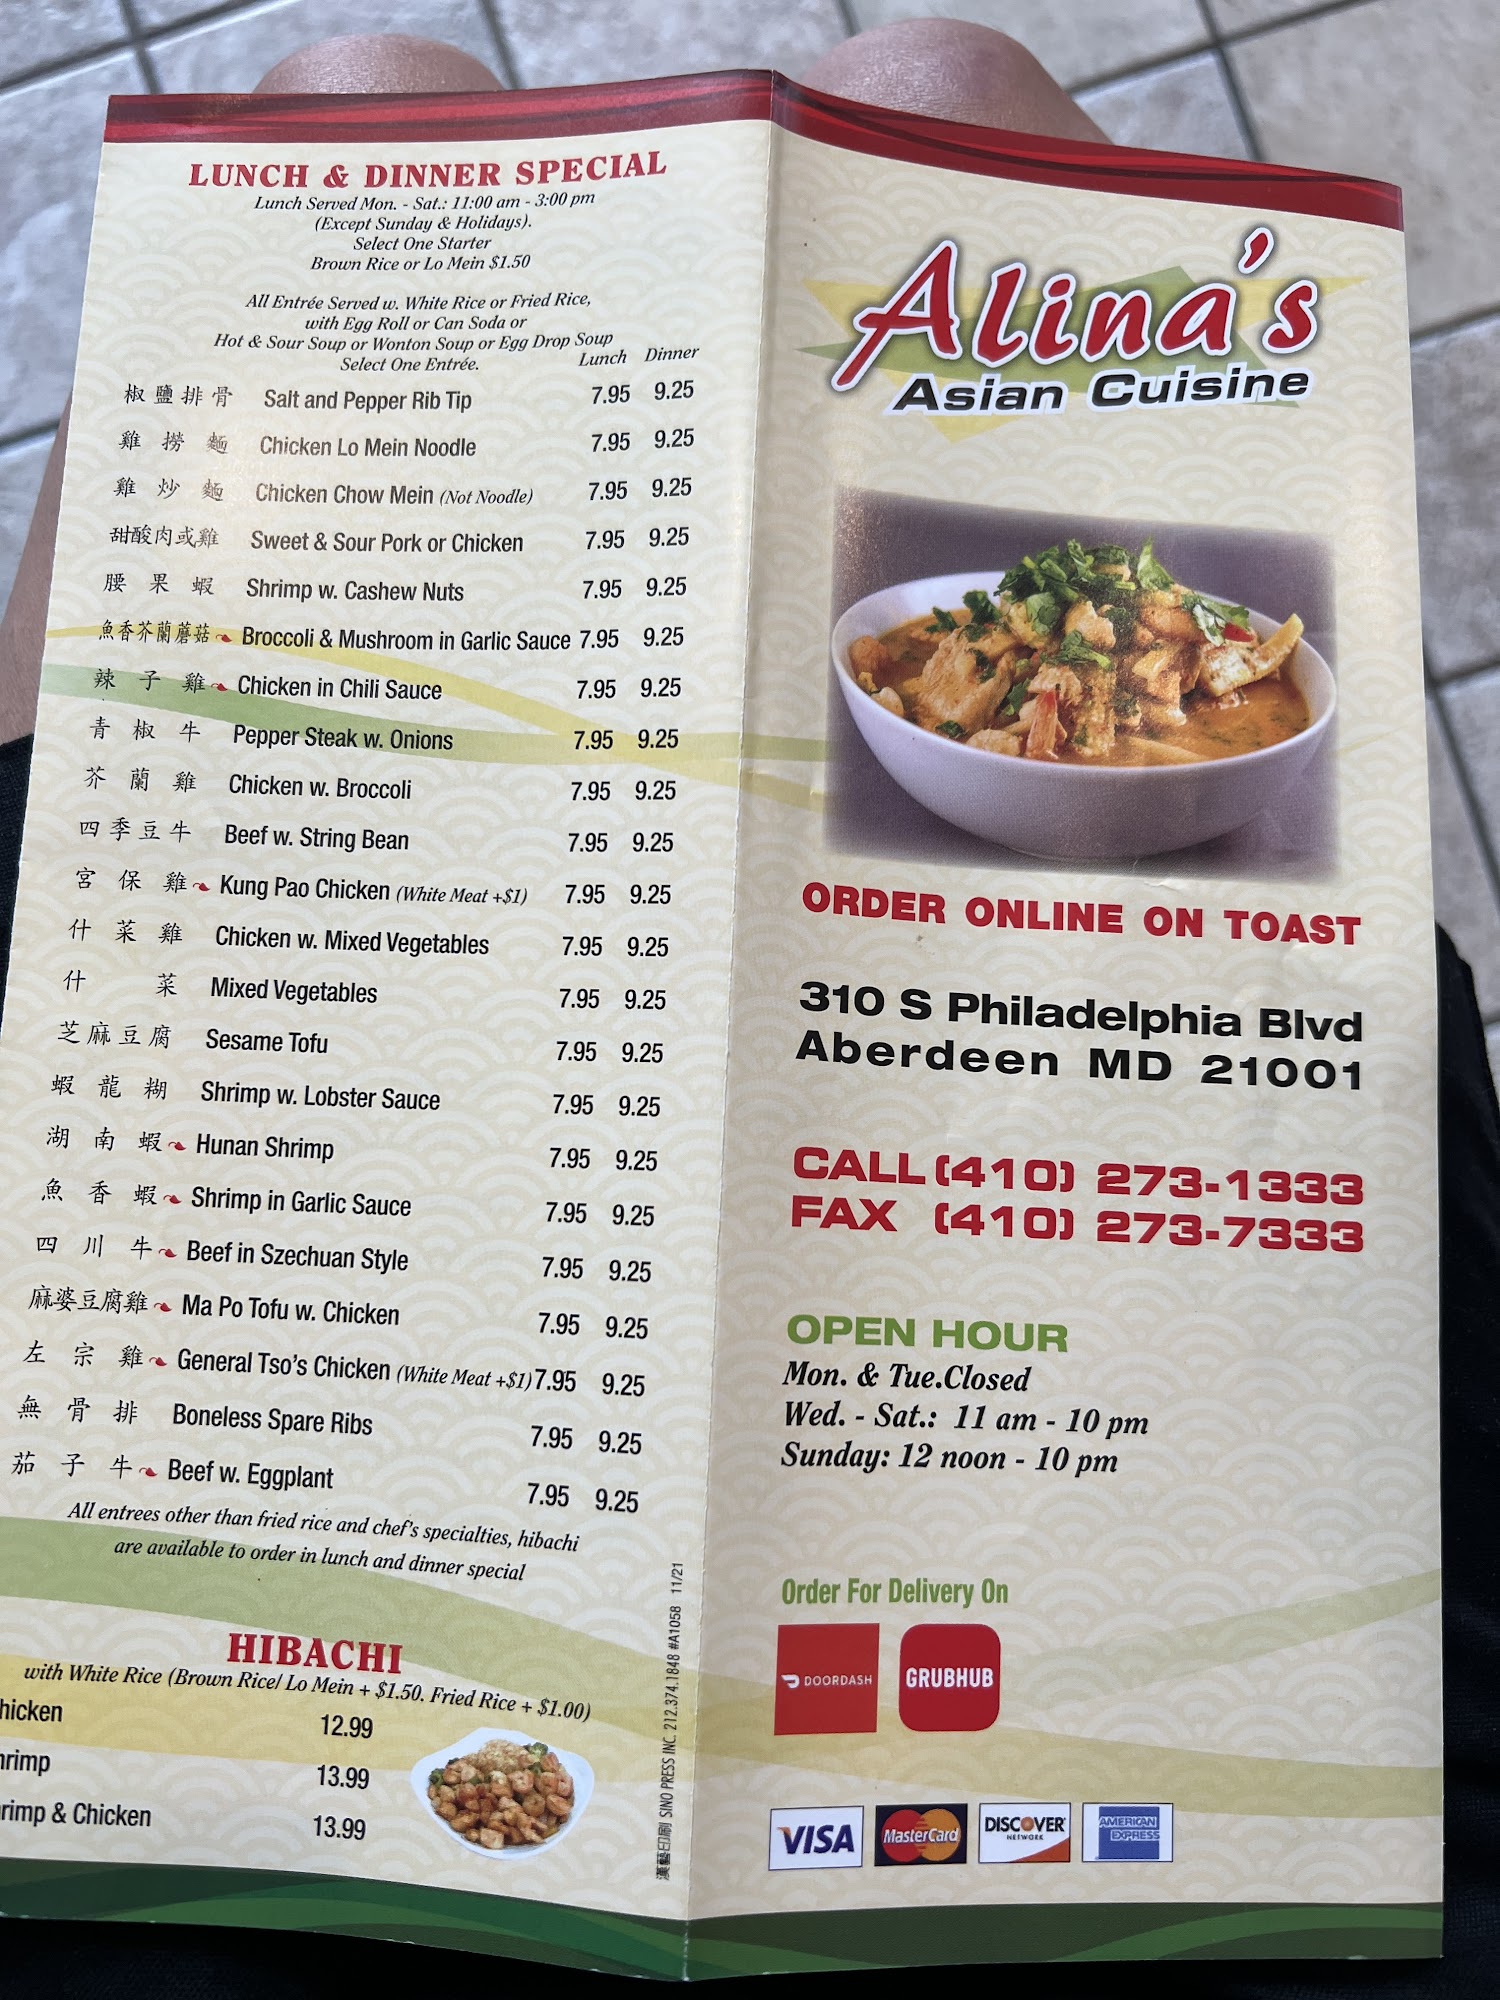 LUNCH & DINNER SPECIAL
Lunch Served Mon. - Sat.: 11:00 am - 3:00 pm
(Except Sunday & Holidays).
Select One Starter
Brown Rice or Lo Mein $1.50
All Entrée Served w. White Rice or Fried Rice,
with Egg Roll or Can Soda or
Hot & Sour Soup or Wonton Soup or Egg Drop Soup
Select One Entrée.
Lunch Dinner
椒鹽排骨 Salt and Pepper Rib Tip 7.95 9.25
雞撈麵 Chicken Lo Mein Noodle 7.95 9.25
雞炒麵 Chicken Chow Mein (Not Noodle) 7.95 9.25
甜酸肉或雞 Sweet & Sour Pork or Chicken 7.95 9.25
腰果蝦 Shrimp w. Cashew Nuts 7.95 9.25
魚香芥蘭蘑菇 Broccoli & Mushroom in Garlic Sauce 7.95 9.25
辣子雞 Chicken in Chili Sauce 7.95 9.25
青椒牛 Pepper Steak w. Onions 7.95 9.25
芥蘭雞 Chicken w. Broccoli 7.95 9.25
四季豆牛 Beef w. String Bean 7.95 9.25
宮保雞 Kung Pao Chicken (White Meat +$1) 7.95 9.25
什菜雞 Chicken w. Mixed Vegetables 7.95 9.25
什菜 Mixed Vegetables 7.95 9.25
芝麻豆腐 Sesame Tofu 7.95 9.25
蝦龍糊 Shrimp w. Lobster Sauce 7.95 9.25
湖南蝦 Hunan Shrimp 7.95 9.25
魚香蝦 Shrimp in Garlic Sauce 7.95 9.25
四川牛 Beef in Szechuan Style 7.95 9.25
麻婆豆腐雞 Ma Po Tofu w. Chicken 7.95 9.25
左宗雞 General Tso's Chicken (White Meat +$1) 7.95 9.25
無骨排 Boneless Spare Ribs 7.95 9.25
茄子牛 Beef w. Eggplant 7.95 9.25
All entrees other than fried rice and chef's specialties, hibachi
are available to order in lunch and dinner special
HIBACHI
with White Rice (Brown Rice/ Lo Mein + $1.50. Fried Rice + $1.00)
hicken 12.99
hrimp 13.99
rimp & Chicken 13.99
漢藝印刷 SINO PRESS INC. 212.374.1848 #A1058 11/21
Alina's
Asian Cuisine
ORDER ONLINE ON TOAST
310 S Philadelphia Blvd
Aberdeen MD 21001
CALL (410) 273-1333
FAX (410) 273-7333
OPEN HOUR
Mon. & Tue.Closed
Wed. - Sat.: 11 am - 10 pm
Sunday: 12 noon - 10 pm
Order For Delivery On
DOORDASH
GRUBHUB
VISA
MasterCard
DISCOVER
NETWORK
AMERICAN
EXPRESS